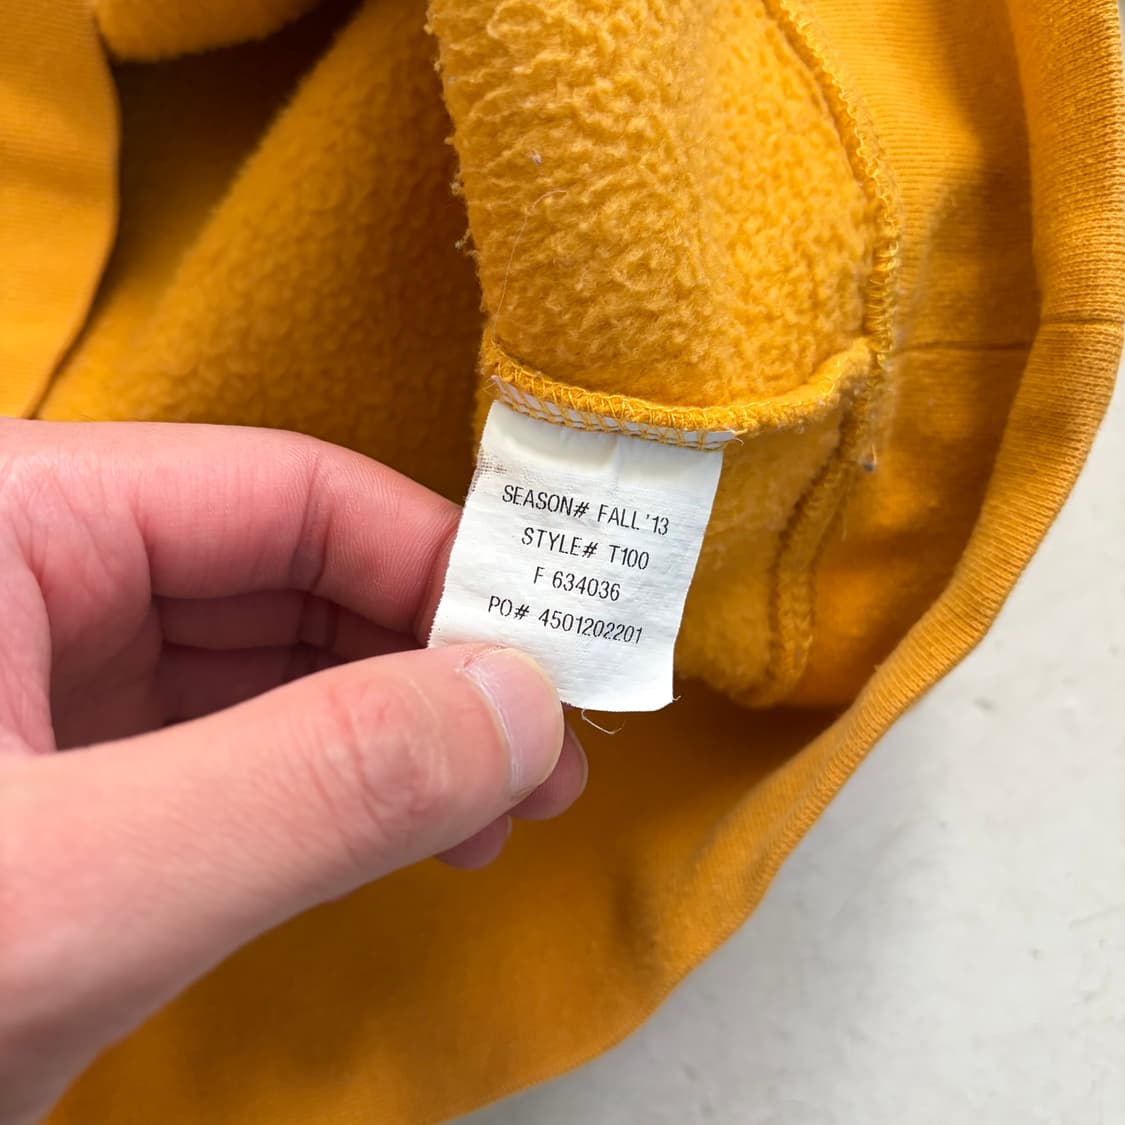 SEASON# FALL '13
STYLE# T100
F 634036
PO# 4501202201